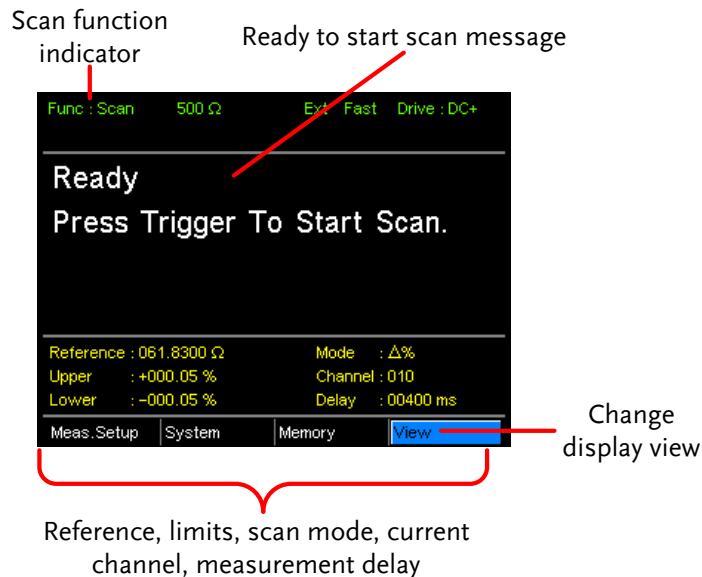 Scan function
indicator
Ready to start scan message
Func : Scan 500 Ω Ext Fast Drive : DC+
Ready
Press Trigger To Start Scan.
Reference : 061.8300 Ω Mode : Δ%
Upper : +000.05 % Channel : 010
Lower : −000.05 % Delay : 00400 ms
Meas.Setup System Memory View
Change
display view
Reference, limits, scan mode, current
channel, measurement delay